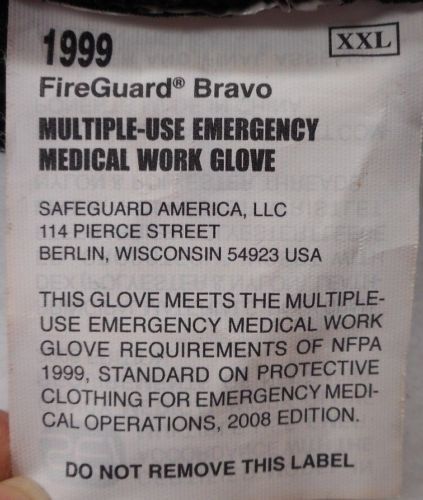 1999
XXL
FireGuard® Bravo
MULTIPLE-USE EMERGENCY
MEDICAL WORK GLOVE
SAFEGUARD AMERICA, LLC
114 PIERCE STREET
BERLIN, WISCONSIN 54923 USA
THIS GLOVE MEETS THE MULTIPLE-
USE EMERGENCY MEDICAL WORK
GLOVE REQUIREMENTS OF NFPA
1999, STANDARD ON PROTECTIVE
CLOTHING FOR EMERGENCY MEDI-
CAL OPERATIONS, 2008 EDITION.
DO NOT REMOVE THIS LABEL